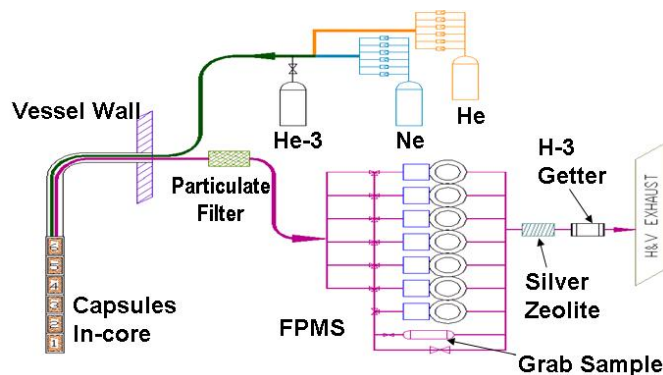 He
He-3
Ne
Vessel Wall
H-3
Getter
Particulate
Filter
H&V EXHAUST
Silver
Zeolite
FPMS
Capsules
In-core
6
5
4
3
2
1
Grab Sample